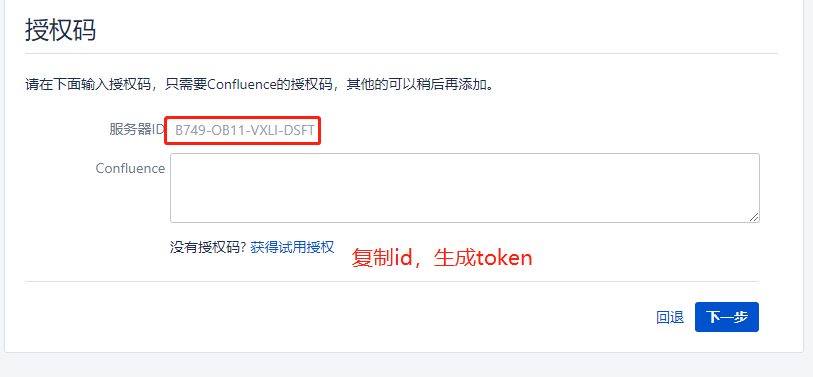 授权码
请在下面输入授权码，只需要Confluence的授权码，其他的可以稍后再添加。
服务器ID B749-OB11-VXLI-DSFT
Confluence
没有授权码? 获得试用授权
复制id，生成token
回退 下一步